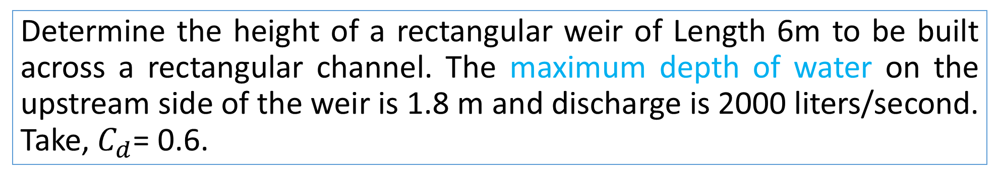 Determine the height of a rectangular weir of Length 6m to be built
across a rectangular channel. The maximum depth of water on the
upstream side of the weir is 1.8 m and discharge is 2000 liters/second.
Take, C_d= 0.6.